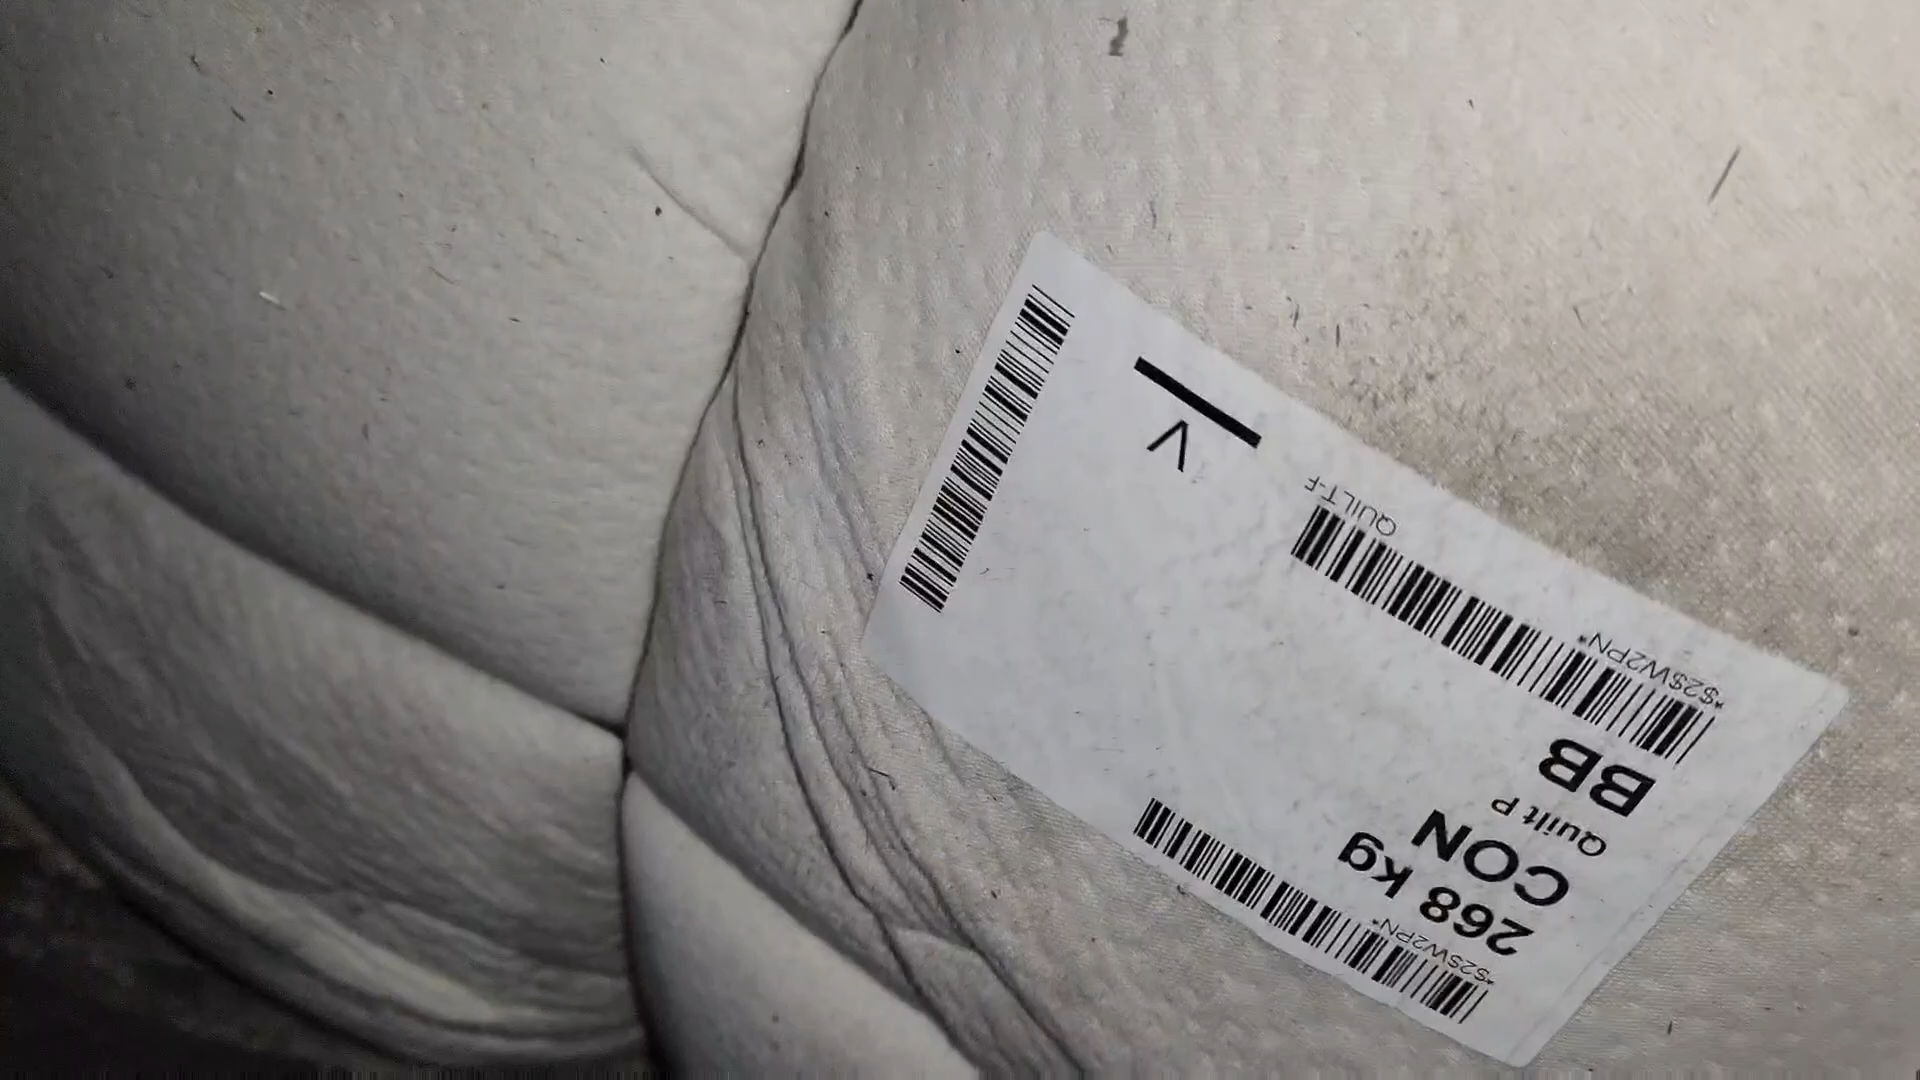 *S2SW2PN*
268 kg
CON
Quilt P
BB
*S2SW2PN*
QUILT-F
V